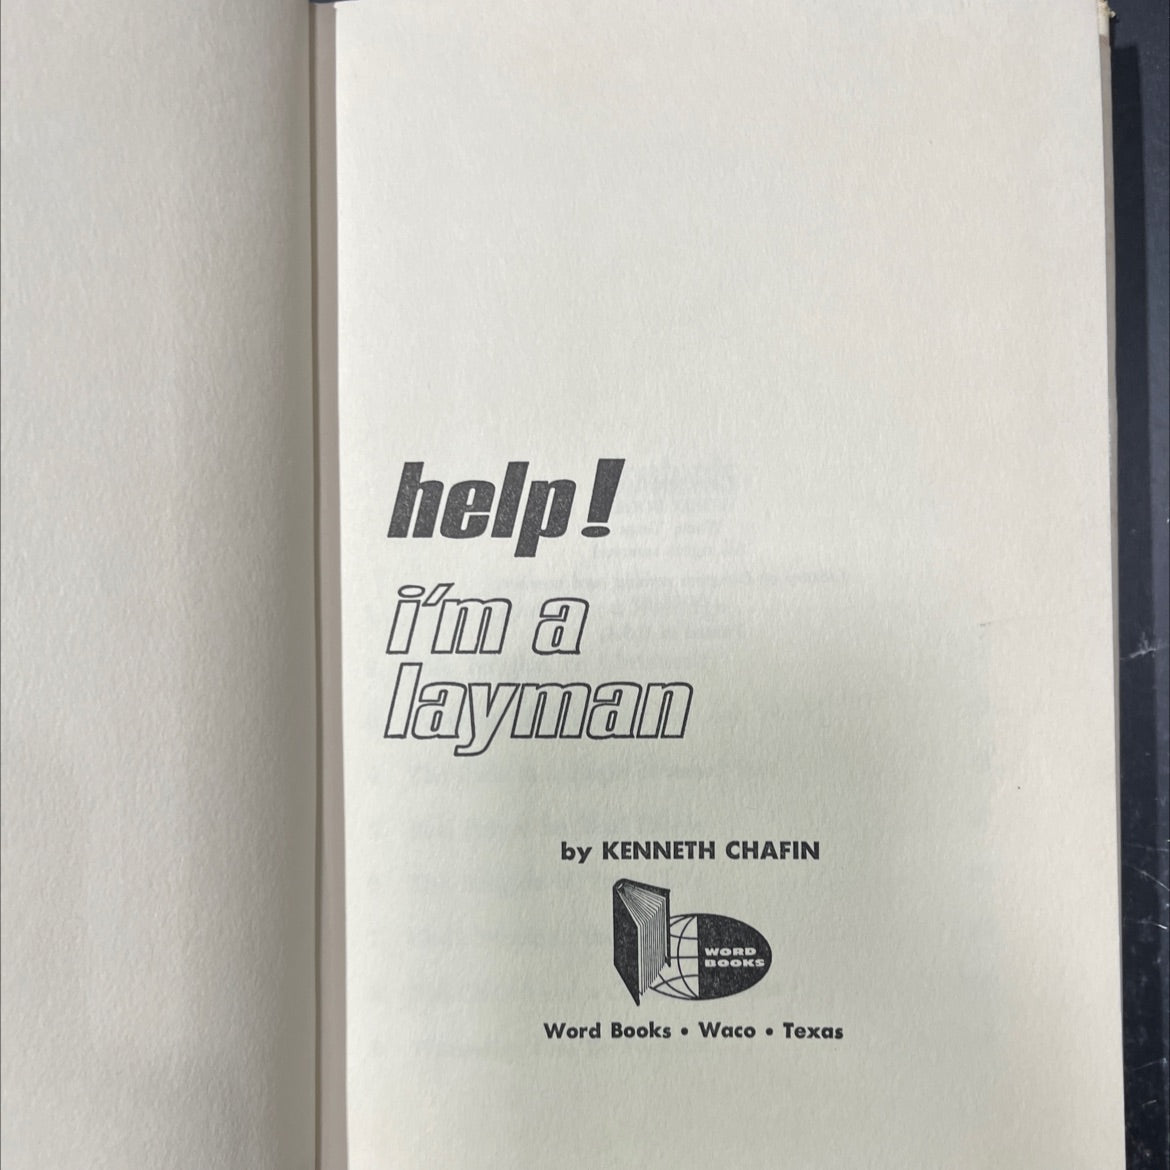 help!
i'm a
layman
by KENNETH CHAFIN
WORD
BOOKS
Word Books • Waco • Texas